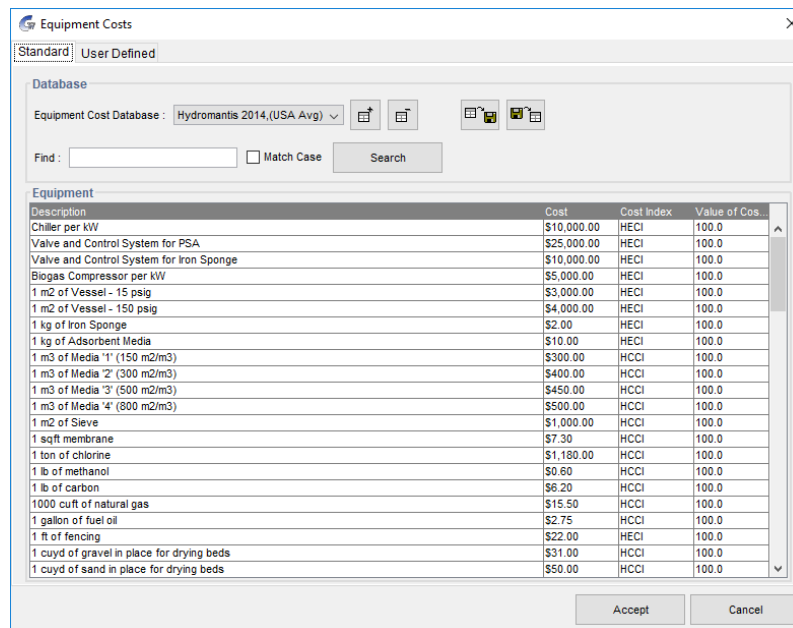 Equipment Costs
Standard User Defined
Database
Equipment Cost Database : Hydromantis 2014,(USA Avg)
Find : Match Case Search
Equipment
Description Cost Cost Index Value of Cos...
Chiller per kW $10,000.00 HECI 100.0
Valve and Control System for PSA $25,000.00 HECI 100.0
Valve and Control System for Iron Sponge $10,000.00 HECI 100.0
Biogas Compressor per kW $5,000.00 HECI 100.0
1 m2 of Vessel - 15 psig $3,000.00 HECI 100.0
1 m2 of Vessel - 150 psig $4,000.00 HECI 100.0
1 kg of Iron Sponge $2.00 HECI 100.0
1 kg of Adsorbent Media $10.00 HECI 100.0
1 m3 of Media '1' (150 m2/m3) $300.00 HCCI 100.0
1 m3 of Media '2' (300 m2/m3) $400.00 HCCI 100.0
1 m3 of Media '3' (500 m2/m3) $450.00 HCCI 100.0
1 m3 of Media '4' (800 m2/m3) $500.00 HCCI 100.0
1 m2 of Sieve $1,000.00 HCCI 100.0
1 sqft membrane $7.30 HCCI 100.0
1 ton of chlorine $1,180.00 HCCI 100.0
1 lb of methanol $0.60 HCCI 100.0
1 lb of carbon $6.20 HCCI 100.0
1000 cuft of natural gas $15.50 HCCI 100.0
1 gallon of fuel oil $2.75 HCCI 100.0
1 ft of fencing $22.00 HECI 100.0
1 cuyd of gravel in place for drying beds $31.00 HCCI 100.0
1 cuyd of sand in place for drying beds $50.00 HCCI 100.0
Accept Cancel